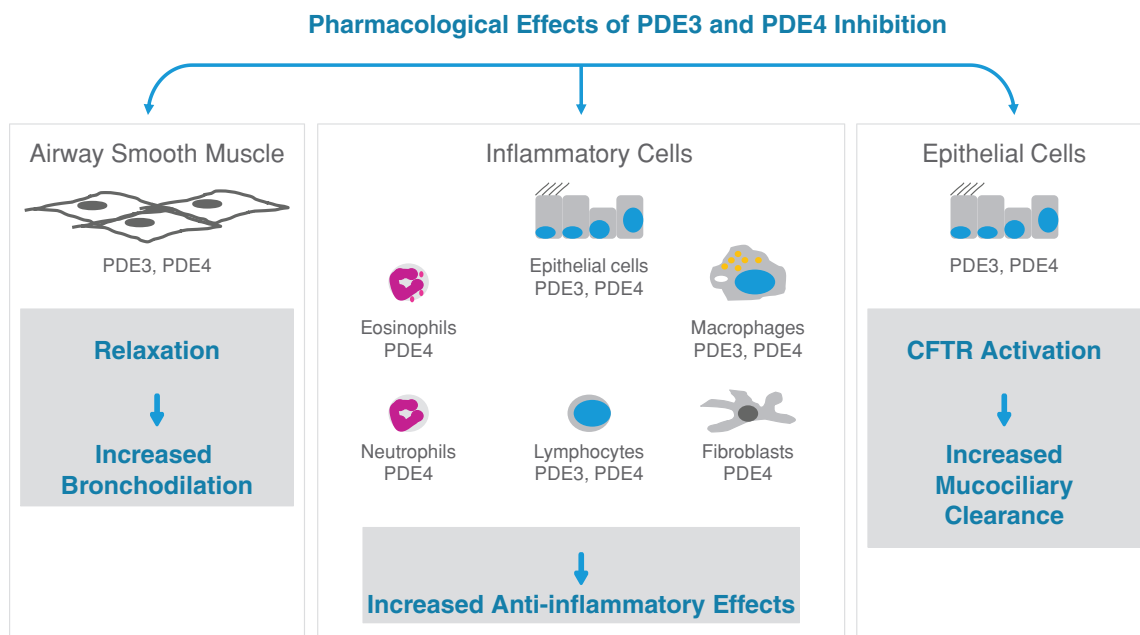 Pharmacological Effects of PDE3 and PDE4 Inhibition
Airway Smooth Muscle
PDE3, PDE4
Relaxation
Increased
Bronchodilation
Inflammatory Cells
Epithelial cells
PDE3, PDE4
Eosinophils
PDE4
Macrophages
PDE3, PDE4
Neutrophils
PDE4
Lymphocytes
PDE3, PDE4
Fibroblasts
PDE4
Increased Anti-inflammatory Effects
Epithelial Cells
PDE3, PDE4
CFTR Activation
Increased
Mucociliary
Clearance